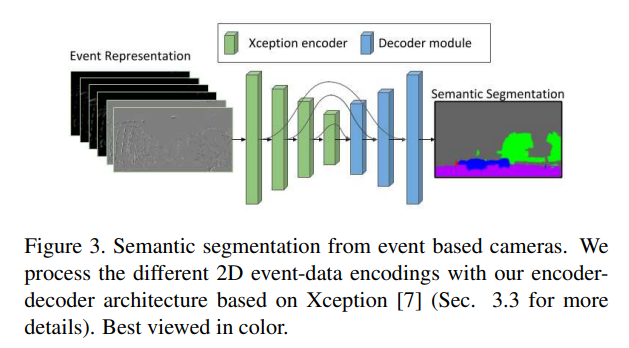 Xception encoder
Decoder module
Event Representation
Semantic Segmentation
Figure 3. Semantic segmentation from event based cameras. We
process the different 2D event-data encodings with our encoder-
decoder architecture based on Xception [7] (Sec. 3.3 for more
details). Best viewed in color.